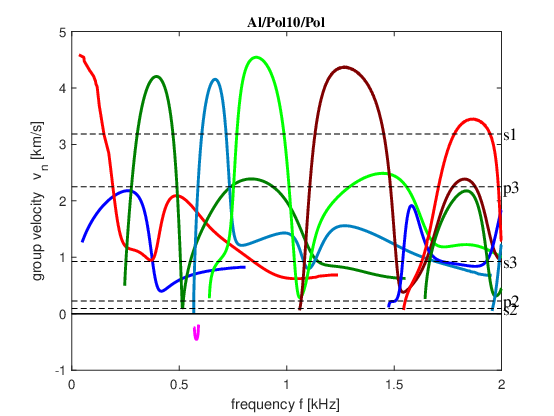 Al/Pol10/Pol
5
4
3
2
1
0
-1
group velocity v_n [km/s]
s1
p3
s3
p2
s2
0
0.5
1
1.5
2
frequency f [kHz]